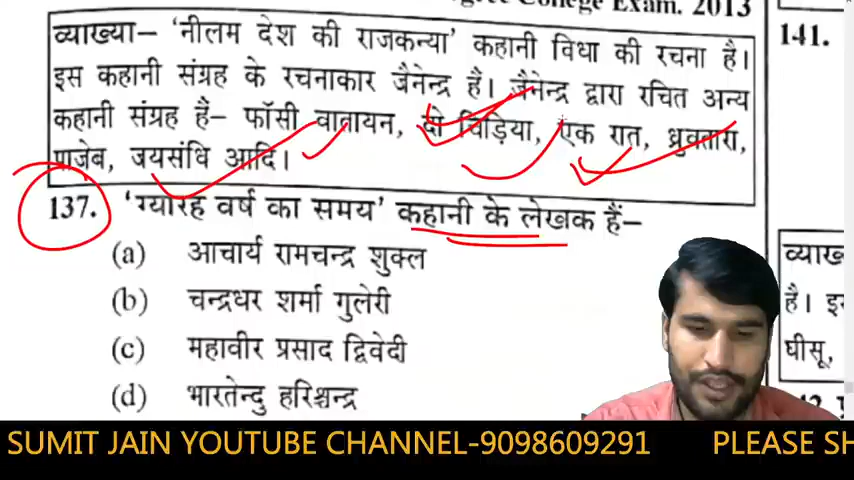 gree College Exam. 2013
व्याख्या– 'नीलम देश की राजकन्या' कहानी विधा की रचना है।
इस कहानी संग्रह के रचनाकार जैनेन्द्र हैं। जैनेन्द्र द्वारा रचित अन्य
कहानी संग्रह हैं– फाँसी वातायन, दो चिड़िया, एक रात, ध्रुवतारा,
पाजेब, जयसंधि आदि।
137. 'ग्यारह वर्ष का समय' कहानी के लेखक हैं–
(a) आचार्य रामचन्द्र शुक्ल
(b) चन्द्रधर शर्मा गुलेरी
(c) महावीर प्रसाद द्विवेदी
(d) भारतेन्दु हरिश्चन्द्र
141.
व्याख
है। इ
घीसू,
SUMIT JAIN YOUTUBE CHANNEL-9098609291 PLEASE SH